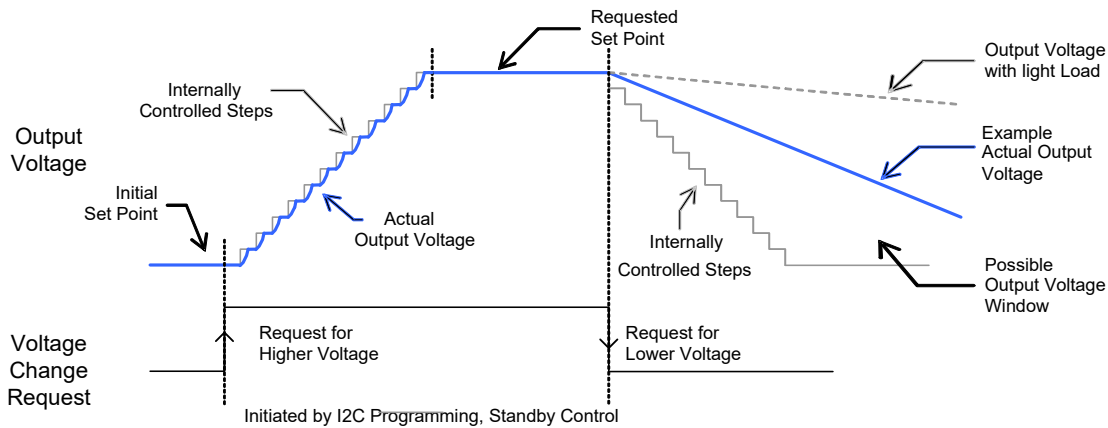 Requested
Set Point
Output Voltage
with light Load
Internally
Controlled Steps
Output
Voltage
Example
Actual Output
Voltage
Initial
Set Point
Actual
Output Voltage
Internally
Controlled Steps
Possible
Output Voltage
Window
Voltage
Change
Request
Request for
Higher Voltage
Request for
Lower Voltage
Initiated by I2C Programming, Standby Control